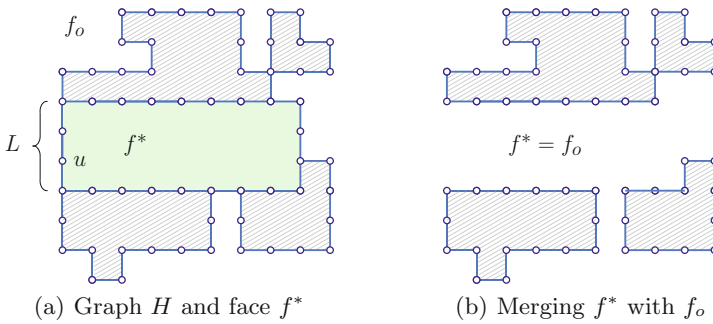 f_o
L
f*
u
f* = f_o
(a) Graph H and face f*
(b) Merging f* with f_o